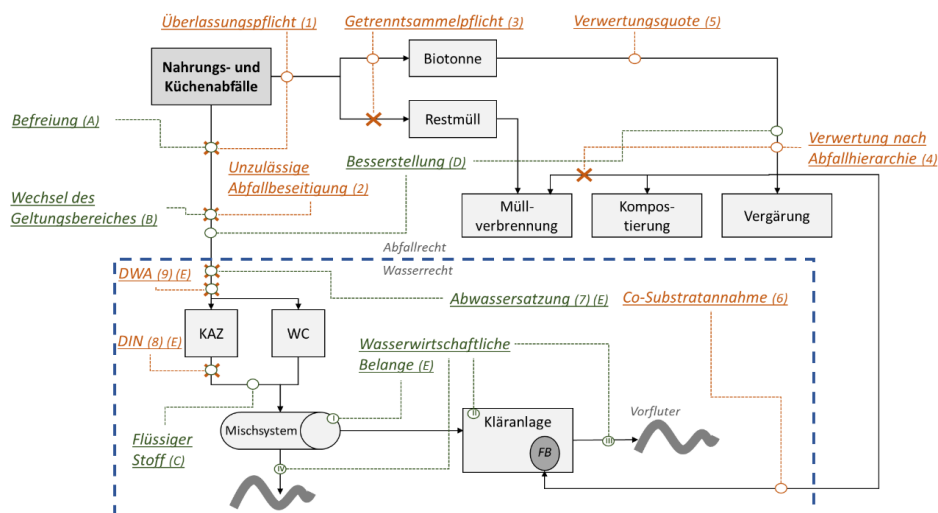 Überlassungspflicht (1)
Getrenntsammelpflicht (3)
Verwertungsquote (5)
Nahrungs- und
Küchenabfälle
Biotonne
Befreiung (A)
Restmüll
Besserstellung (D)
Verwertung nach
Abfallhierarchie (4)
Unzulässige
Abfallbeseitigung (2)
Wechsel des
Geltungsbereiches (B)
Müll-
verbrennung
Kompos-
tierung
Vergärung
Abfallrecht
Wasserrecht
DWA (9) (E)
Abwassersatzung (7) (E)
Co-Substratannahme (6)
KAZ
WC
DIN (8) (E)
Wasserwirtschaftliche
Belange (E)
I
II
Mischsystem
Kläranlage
Vorfluter
III
FB
Flüssiger
Stoff (C)
IV